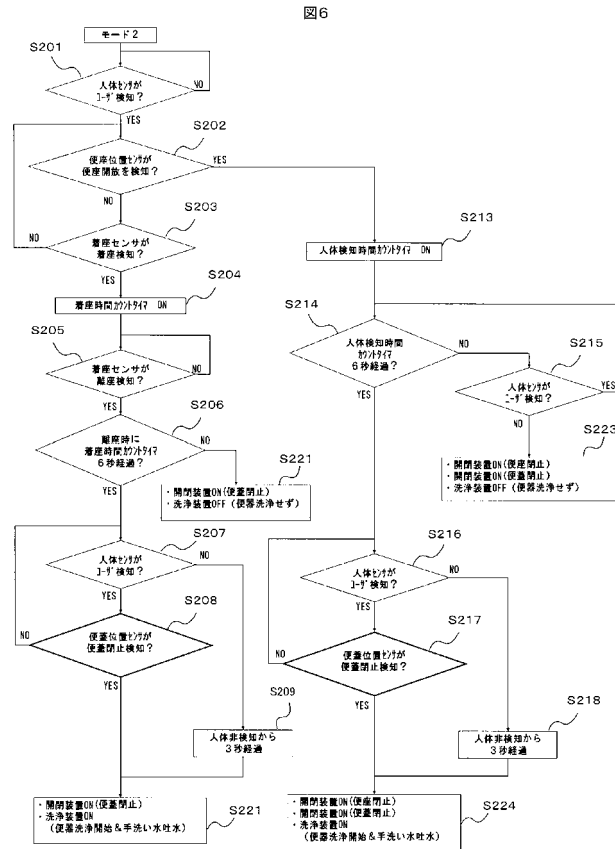 図6
モード2
S201
人体センサが
ユーザ検知?
NO
YES
S202
便座位置センサが
便座開放を検知?
YES
NO
S203
着座センサが
着座検知?
NO
YES
S204
着座時間カウントタイマ ON
S205
着座センサが
離座検知?
NO
YES
S206
離座時に
着座時間カウントタイマ
6秒経過?
NO
YES
S221
・開閉装置ON(便蓋閉止)
・洗浄装置OFF(便器洗浄せず)
S207
人体センサが
ユーザ検知?
NO
YES
S208
便蓋位置センサが
便蓋閉止検知?
NO
YES
S209
人体非検知から
3秒経過
S221
・開閉装置ON(便蓋閉止)
・洗浄装置ON
(便器洗浄開始&手洗い水吐水)
S213
人体検知時間カウントタイマ ON
S214
人体検知時間
カウントタイマ
6秒経過?
NO
YES
S215
人体センサが
ユーザ検知?
YES
NO
S223
・開閉装置ON(便座閉止)
・開閉装置ON(便蓋閉止)
・洗浄装置OFF(便器洗浄せず)
S216
人体センサが
ユーザ検知?
NO
YES
S217
便蓋位置センサが
便蓋閉止検知?
NO
YES
S218
人体非検知から
3秒経過
S224
・開閉装置ON(便座閉止)
・開閉装置ON(便蓋閉止)
・洗浄装置ON
(便器洗浄開始&手洗い水吐水)